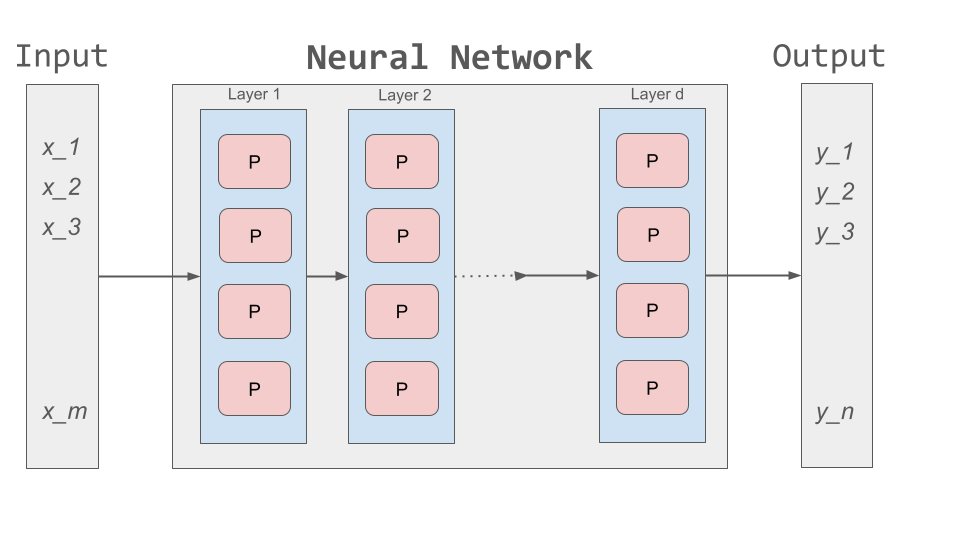 Input
Neural Network
Output
Layer 1
Layer 2
Layer d
x_1
x_2
x_3
x_m
P
P
P
P
P
P
P
P
P
P
P
P
y_1
y_2
y_3
y_n